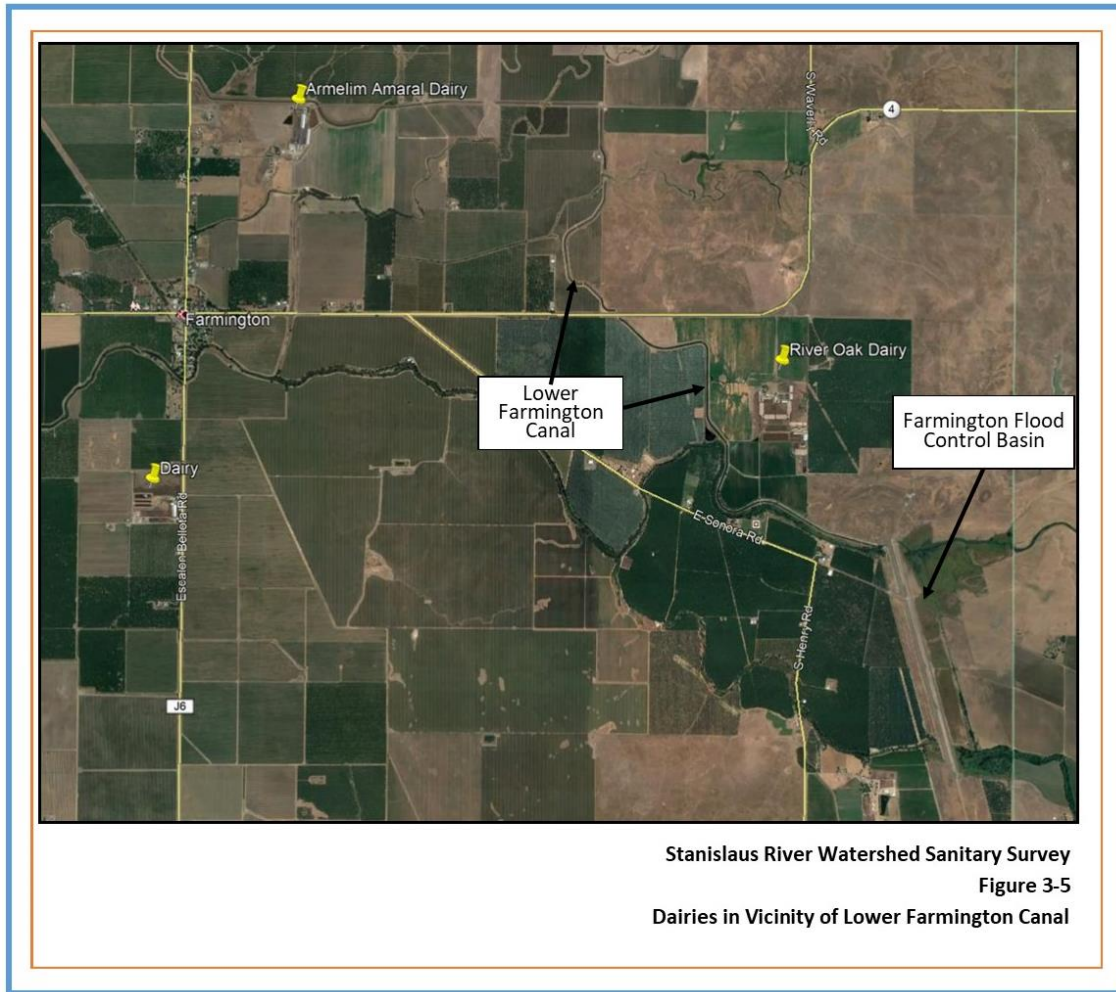 Armelim Amaral Dairy
S Waverly Rd
4
Farmington
River Oak Dairy
Lower
Farmington
Canal
Farmington Flood
Control Basin
Dairy
Escalon Bellota Rd
E Sonora Rd
S Henry Rd
J6
Stanislaus River Watershed Sanitary Survey
Figure 3-5
Dairies in Vicinity of Lower Farmington Canal